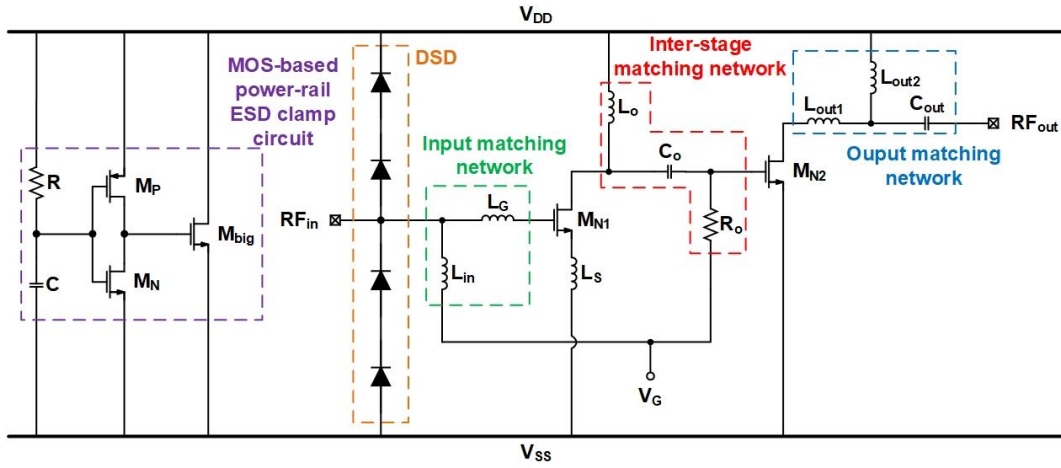 VDD
MOS-based
power-rail
ESD clamp
circuit
R
C
MP
MN
Mbig
DSD
RFin
Input matching
network
LG
Lin
MN1
LS
Inter-stage
matching network
Lo
Co
Ro
VG
MN2
Lout1
Lout2
Cout
RFout
Ouput matching
network
VSS